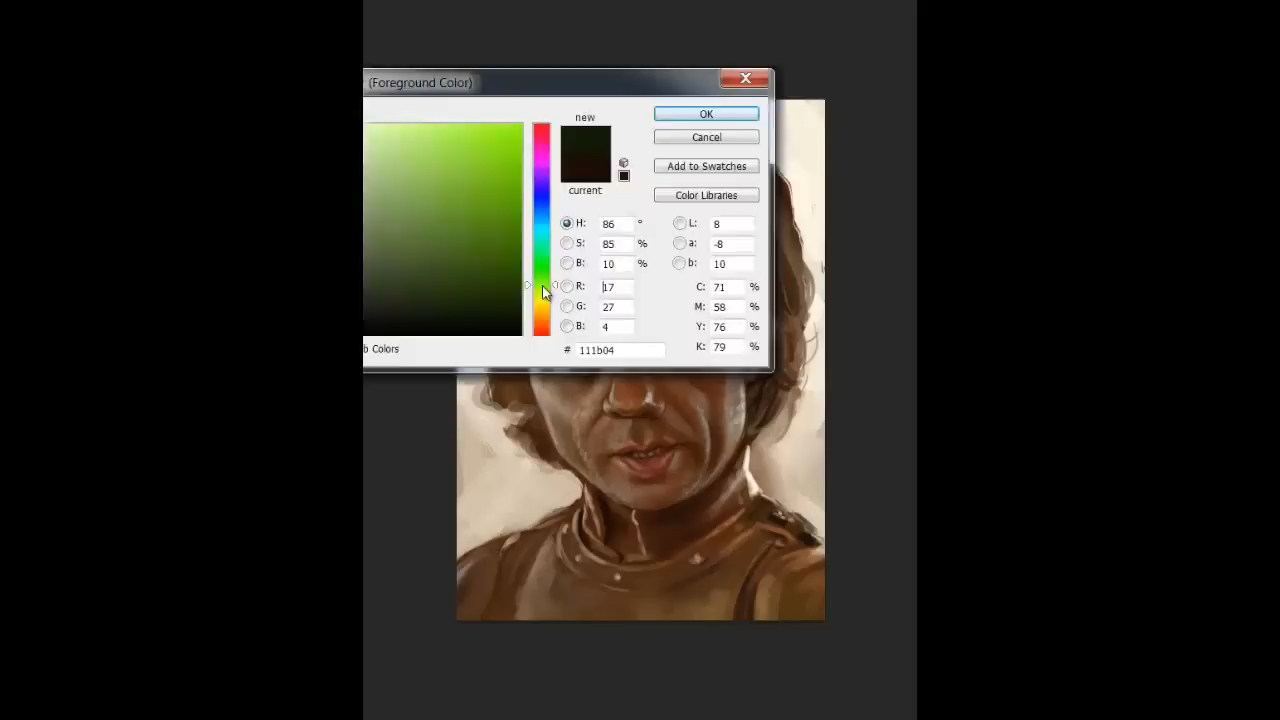 (Foreground Color)
X
new
OK
Cancel
Add to Swatches
current
Color Libraries
H: 86 ° L: 8
S: 85 % a: -8
B: 10 % b: 10
R: 17 C: 71 %
G: 27 M: 58 %
B: 4 Y: 76 %
b Colors # 111b04 K: 79 %